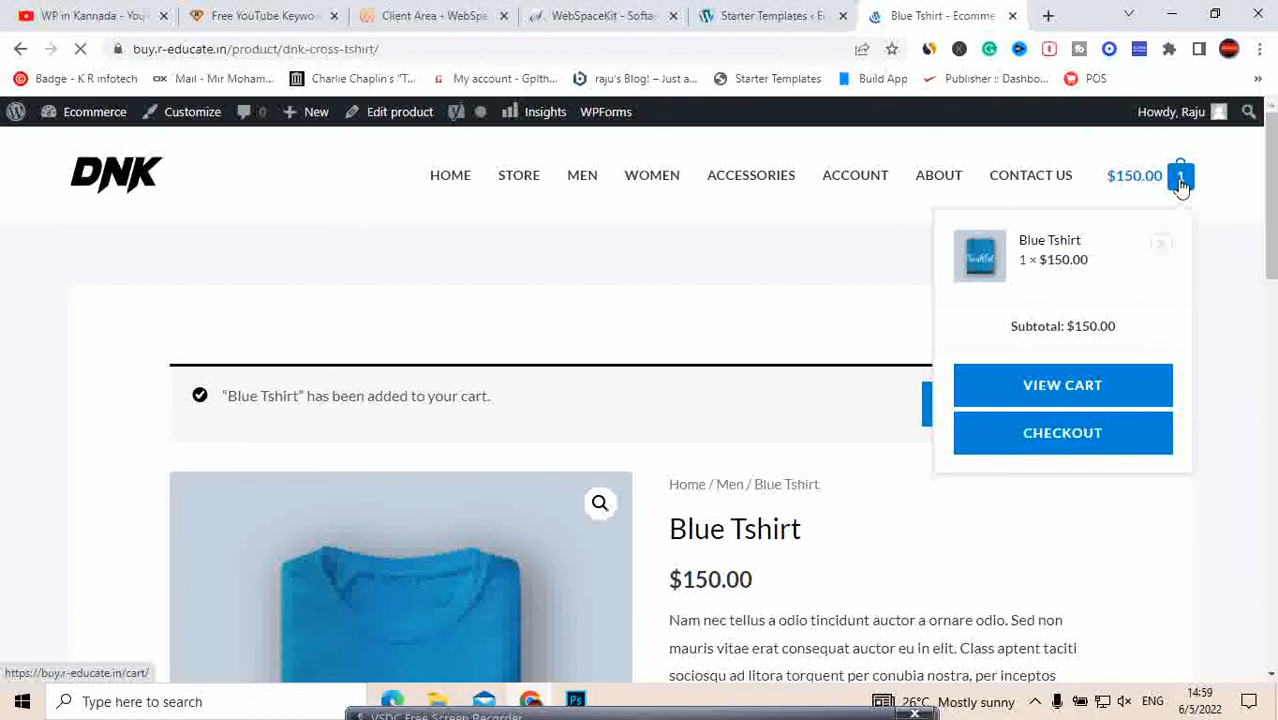 WP in Kannada - You
Free YouTube Keywo
Client Area - WebSpa
WebSpaceKit - Softa
Starter Templates ‹ E
Blue Tshirt - Ecomme
buy.r-educate.in/product/dnk-cross-tshirt/
Badge - K R infotech
Mail - Mr Moham...
Charlie Chaplin's "T...
My account - Gplth...
raju's Blog! – Just a...
Starter Templates
Build App
Publisher :: Dashbo...
POS
»
Ecommerce
Customize
0
New
Edit product
Insights
WPForms
Howdy, Raju
DNK
HOME
STORE
MEN
WOMEN
ACCESSORIES
ACCOUNT
ABOUT
CONTACT US
$150.00
1
Blue Tshirt
1 × $150.00
Subtotal: $150.00
VIEW CART
CHECKOUT
“Blue Tshirt” has been added to your cart.
Home / Men / Blue Tshirt
Blue Tshirt
$150.00
Nam nec tellus a odio tincidunt auctor a ornare odio. Sed non
mauris vitae erat consequat auctor eu in elit. Class aptent taciti
sociosqu ad litora torquent per conubia nostra, per inceptos
https://buy.r-educate.in/cart/
Type here to search
Ps
26°C Mostly sunny
ENG
14:59
6/5/2022
VSDC Free Screen Recorder